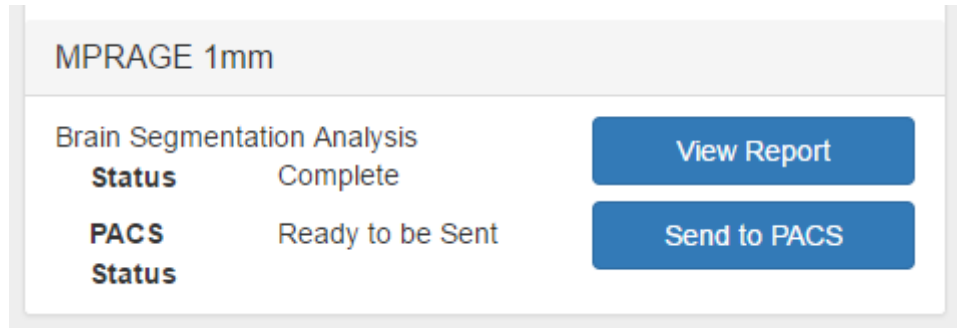 MPRAGE 1mm
Brain Segmentation Analysis
Status Complete
View Report
PACS Status Ready to be Sent
Send to PACS